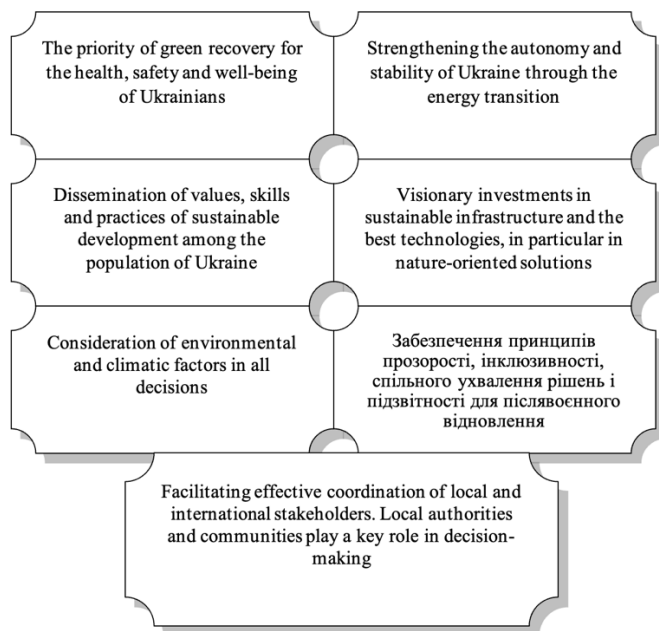 The priority of green recovery for
the health, safety and well-being
of Ukrainians
Strengthening the autonomy and
stability of Ukraine through the
energy transition
Dissemination of values, skills
and practices of sustainable
development among the
population of Ukraine
Visionary investments in
sustainable infrastructure and the
best technologies, in particular in
nature-oriented solutions
Consideration of environmental
and climatic factors in all
decisions
Забезпечення принципів
прозорості, інклюзивності,
спільного ухвалення рішень і
підзвітності для післявоєнного
відновлення
Facilitating effective coordination of local and
international stakeholders. Local authorities
and communities play a key role in decision-
making